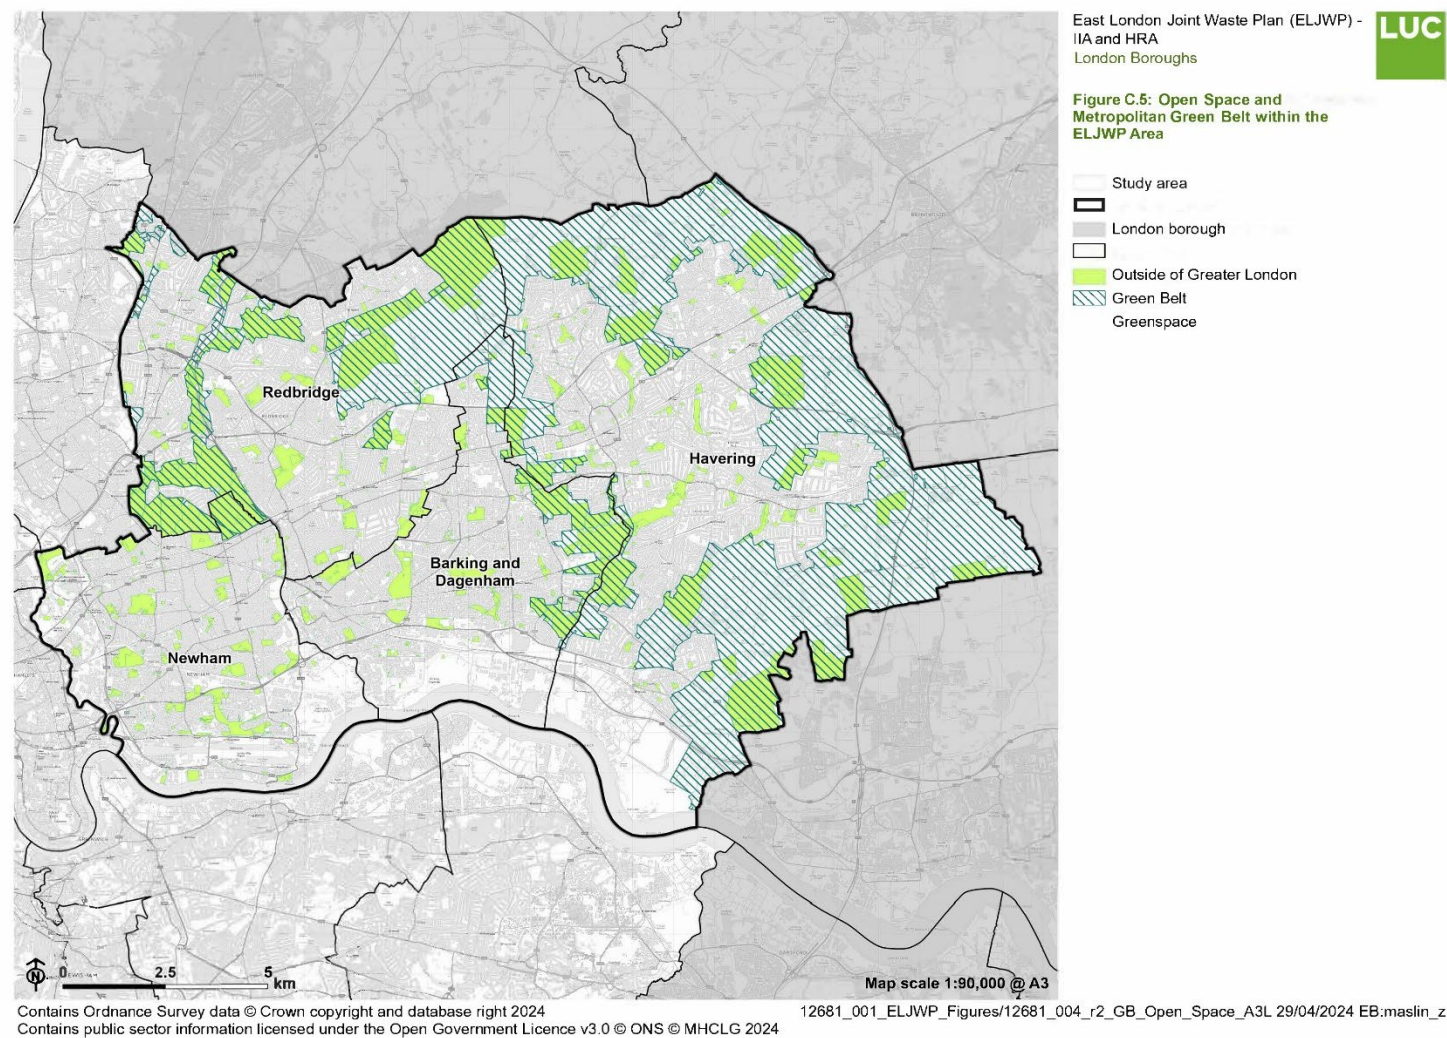 East London Joint Waste Plan (ELJWP) -
IIA and HRA
London Boroughs
LUC
Figure C.5: Open Space and
Metropolitan Green Belt within the
ELJWP Area
Study area
London borough
Outside of Greater London
Green Belt
Greenspace
Redbridge
Havering
Barking and
Dagenham
Newham
N
0 2.5 5
km
Map scale 1:90,000 @ A3
Contains Ordnance Survey data © Crown copyright and database right 2024
Contains public sector information licensed under the Open Government Licence v3.0 © ONS © MHCLG 2024
12681_001_ELJWP_Figures/12681_004_r2_GB_Open_Space_A3L 29/04/2024 EB:maslin_z